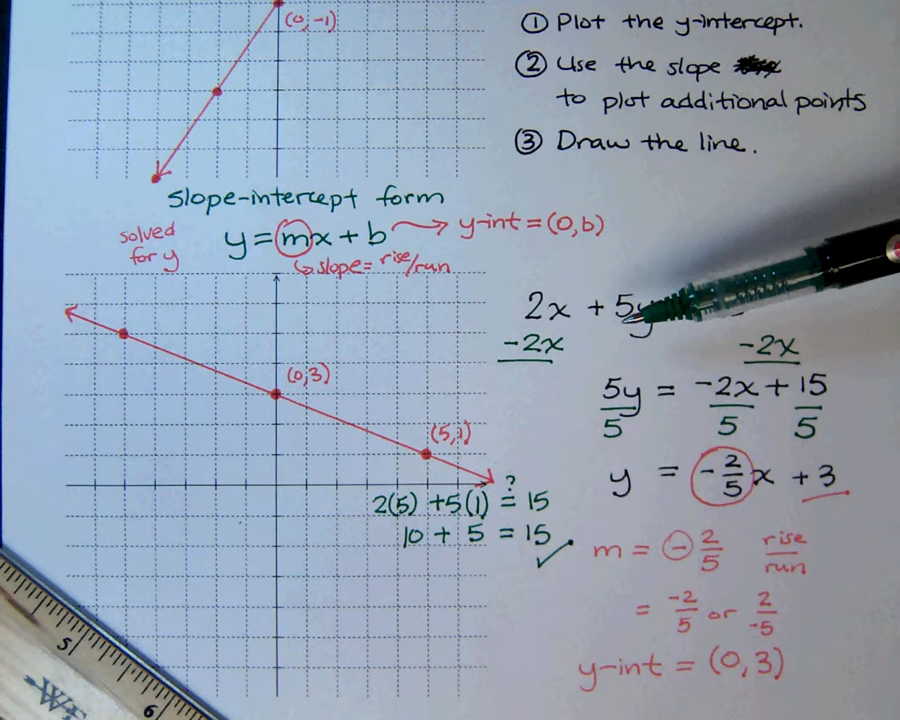 (0,-1)
① Plot the y-intercept.
② Use the slope
to plot additional points
③ Draw the line.
slope-intercept form
solved
for y
y = mx + b → y-int = (0,b)
↳ slope = rise/run
2x + 5y
-2x -2x
5y = -2x + 15
5 5 5
y = -2/5 x + 3
(0,3)
(5,1)
2(5) + 5(1) ≟ 15
10 + 5 = 15 ✓
m = - 2/5 rise/run
= -2/5 or 2/-5
y-int = (0,3)
5
6